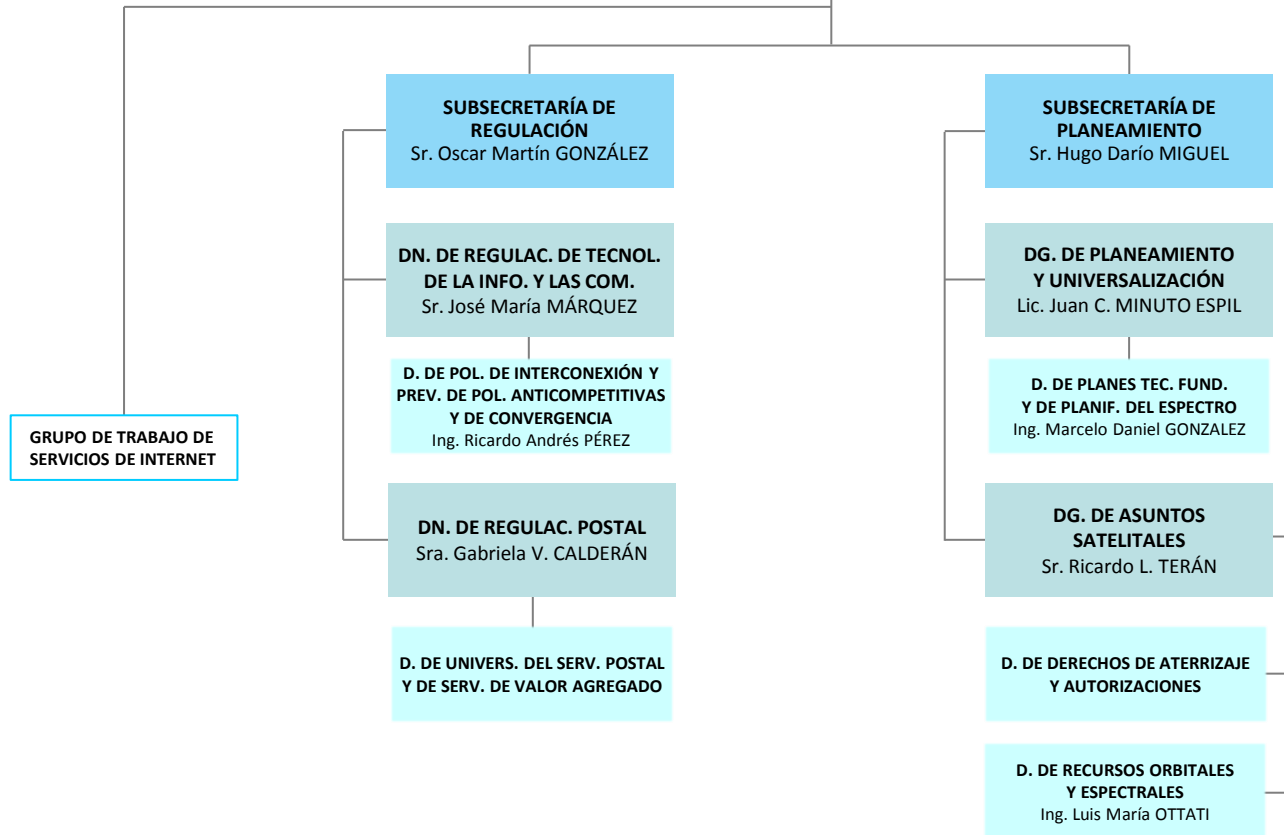 SUBSECRETARÍA DE
REGULACIÓN
Sr. Oscar Martín GONZÁLEZ
SUBSECRETARÍA DE
PLANEAMIENTO
Sr. Hugo Darío MIGUEL
DN. DE REGULAC. DE TECNOL.
DE LA INFO. Y LAS COM.
Sr. José María MÁRQUEZ
DG. DE PLANEAMIENTO
Y UNIVERSALIZACIÓN
Lic. Juan C. MINUTO ESPIL
D. DE POL. DE INTERCONEXIÓN Y
PREV. DE POL. ANTICOMPETITIVAS
Y DE CONVERGENCIA
Ing. Ricardo Andrés PÉREZ
D. DE PLANES TEC. FUND.
Y DE PLANIF. DEL ESPECTRO
Ing. Marcelo Daniel GONZALEZ
GRUPO DE TRABAJO DE
SERVICIOS DE INTERNET
DN. DE REGULAC. POSTAL
Sra. Gabriela V. CALDERÁN
DG. DE ASUNTOS
SATELITALES
Sr. Ricardo L. TERÁN
D. DE UNIVERS. DEL SERV. POSTAL
Y DE SERV. DE VALOR AGREGADO
D. DE DERECHOS DE ATERRIZAJE
Y AUTORIZACIONES
D. DE RECURSOS ORBITALES
Y ESPECTRALES
Ing. Luis María OTTATI